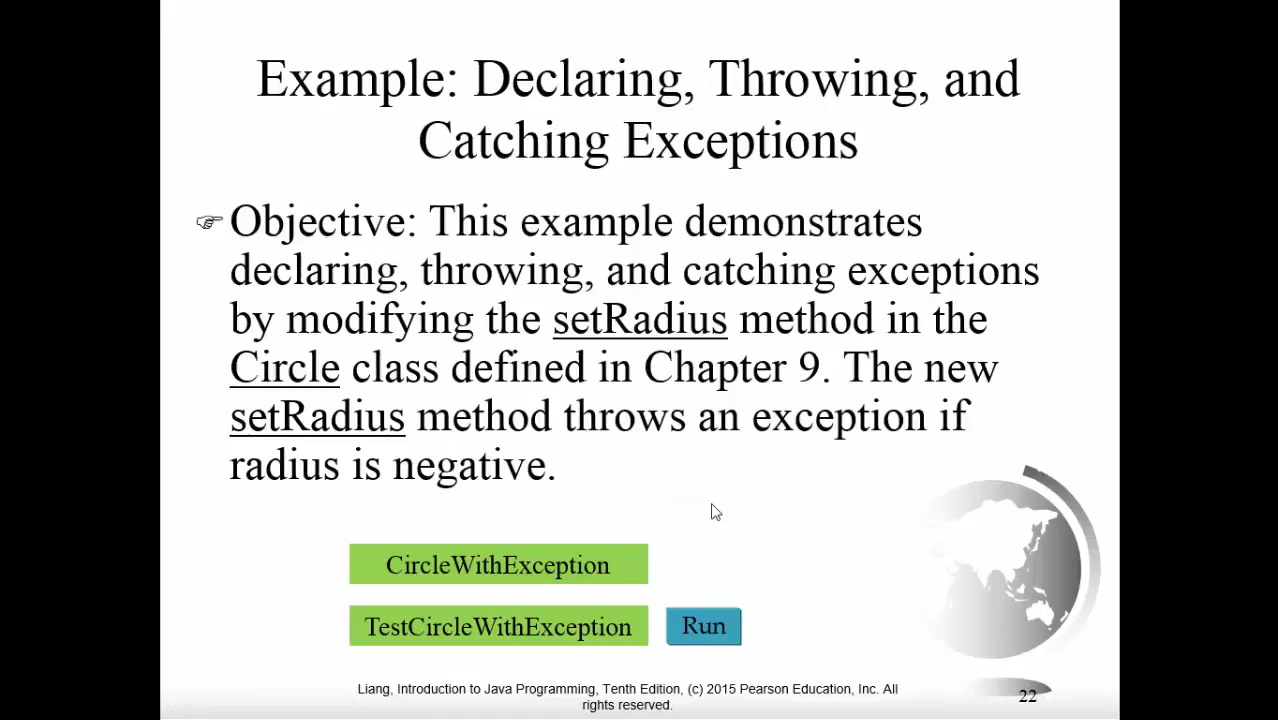 Example: Declaring, Throwing, and
Catching Exceptions
☞Objective: This example demonstrates
declaring, throwing, and catching exceptions
by modifying the setRadius method in the
Circle class defined in Chapter 9. The new
setRadius method throws an exception if
radius is negative.
CircleWithException
TestCircleWithException Run
Liang, Introduction to Java Programming, Tenth Edition, (c) 2015 Pearson Education, Inc. All
rights reserved.
22